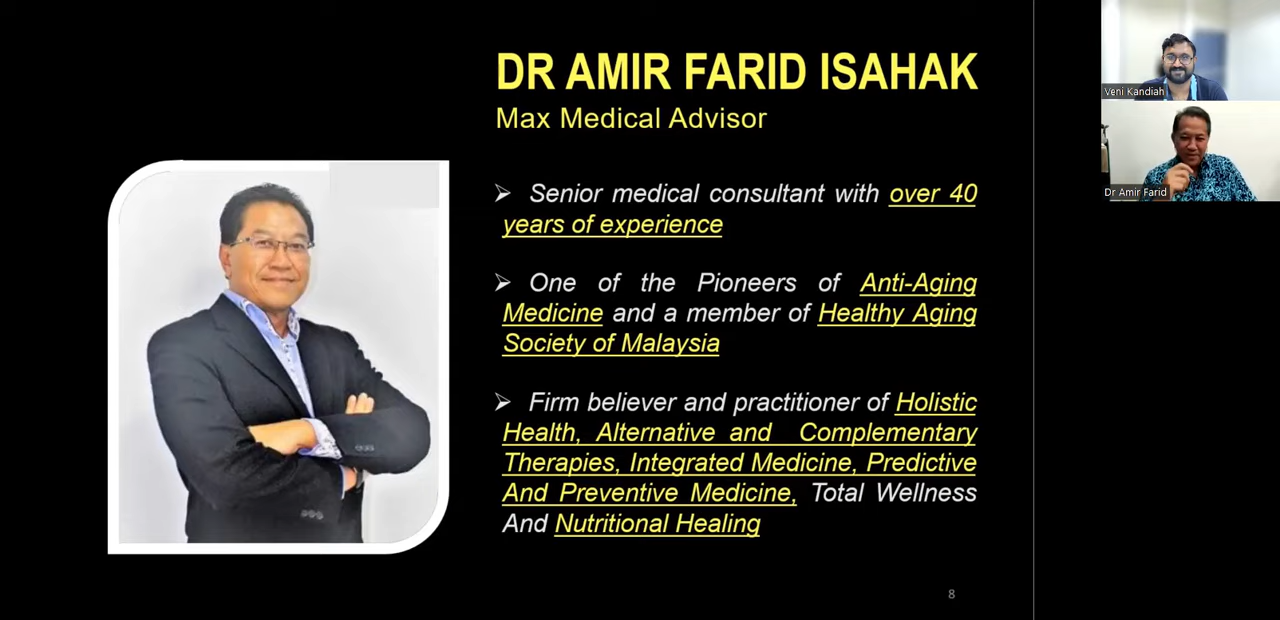 DR AMIR FARID ISAHAK
Max Medical Advisor
➢ Senior medical consultant with over 40
years of experience
➢ One of the Pioneers of Anti-Aging
Medicine and a member of Healthy Aging
Society of Malaysia
➢ Firm believer and practitioner of Holistic
Health, Alternative and Complementary
Therapies, Integrated Medicine, Predictive
And Preventive Medicine, Total Wellness
And Nutritional Healing
8
Veni Kandiah
Dr Amir Farid